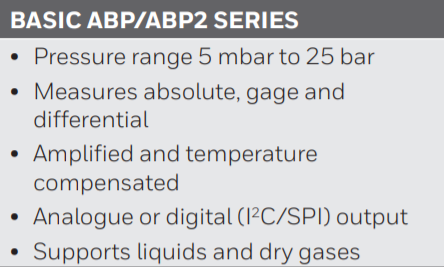 BASIC ABP/ABP2 SERIES
• Pressure range 5 mbar to 25 bar
• Measures absolute, gage and
differential
• Amplified and temperature
compensated
• Analogue or digital (I²C/SPI) output
• Supports liquids and dry gases